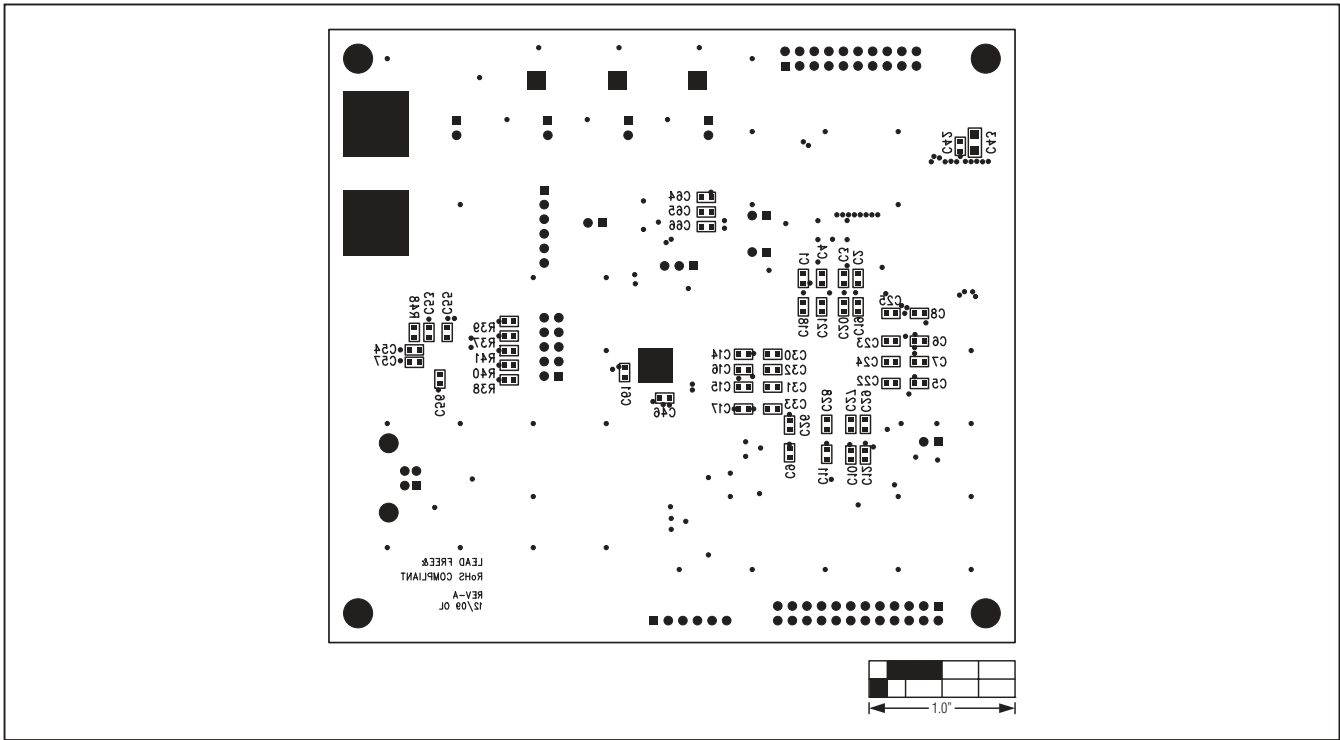 C42
C43
C64
C65
C66
C1
C4
C3
C2
C18
C21
C20
C19
C25
C8
C23
C6
C24
C7
C22
C5
R48
C53
C55
C54
C57
C56
R39
R37
R41
R40
R38
C61
C46
C14
C30
C16
C32
C15
C31
C17
C33
C26
C28
C27
C29
C9
C11
C10
C12
LEAD FREE&
RoHS COMPLIANT
REV-A
12/09 OL
1.0"